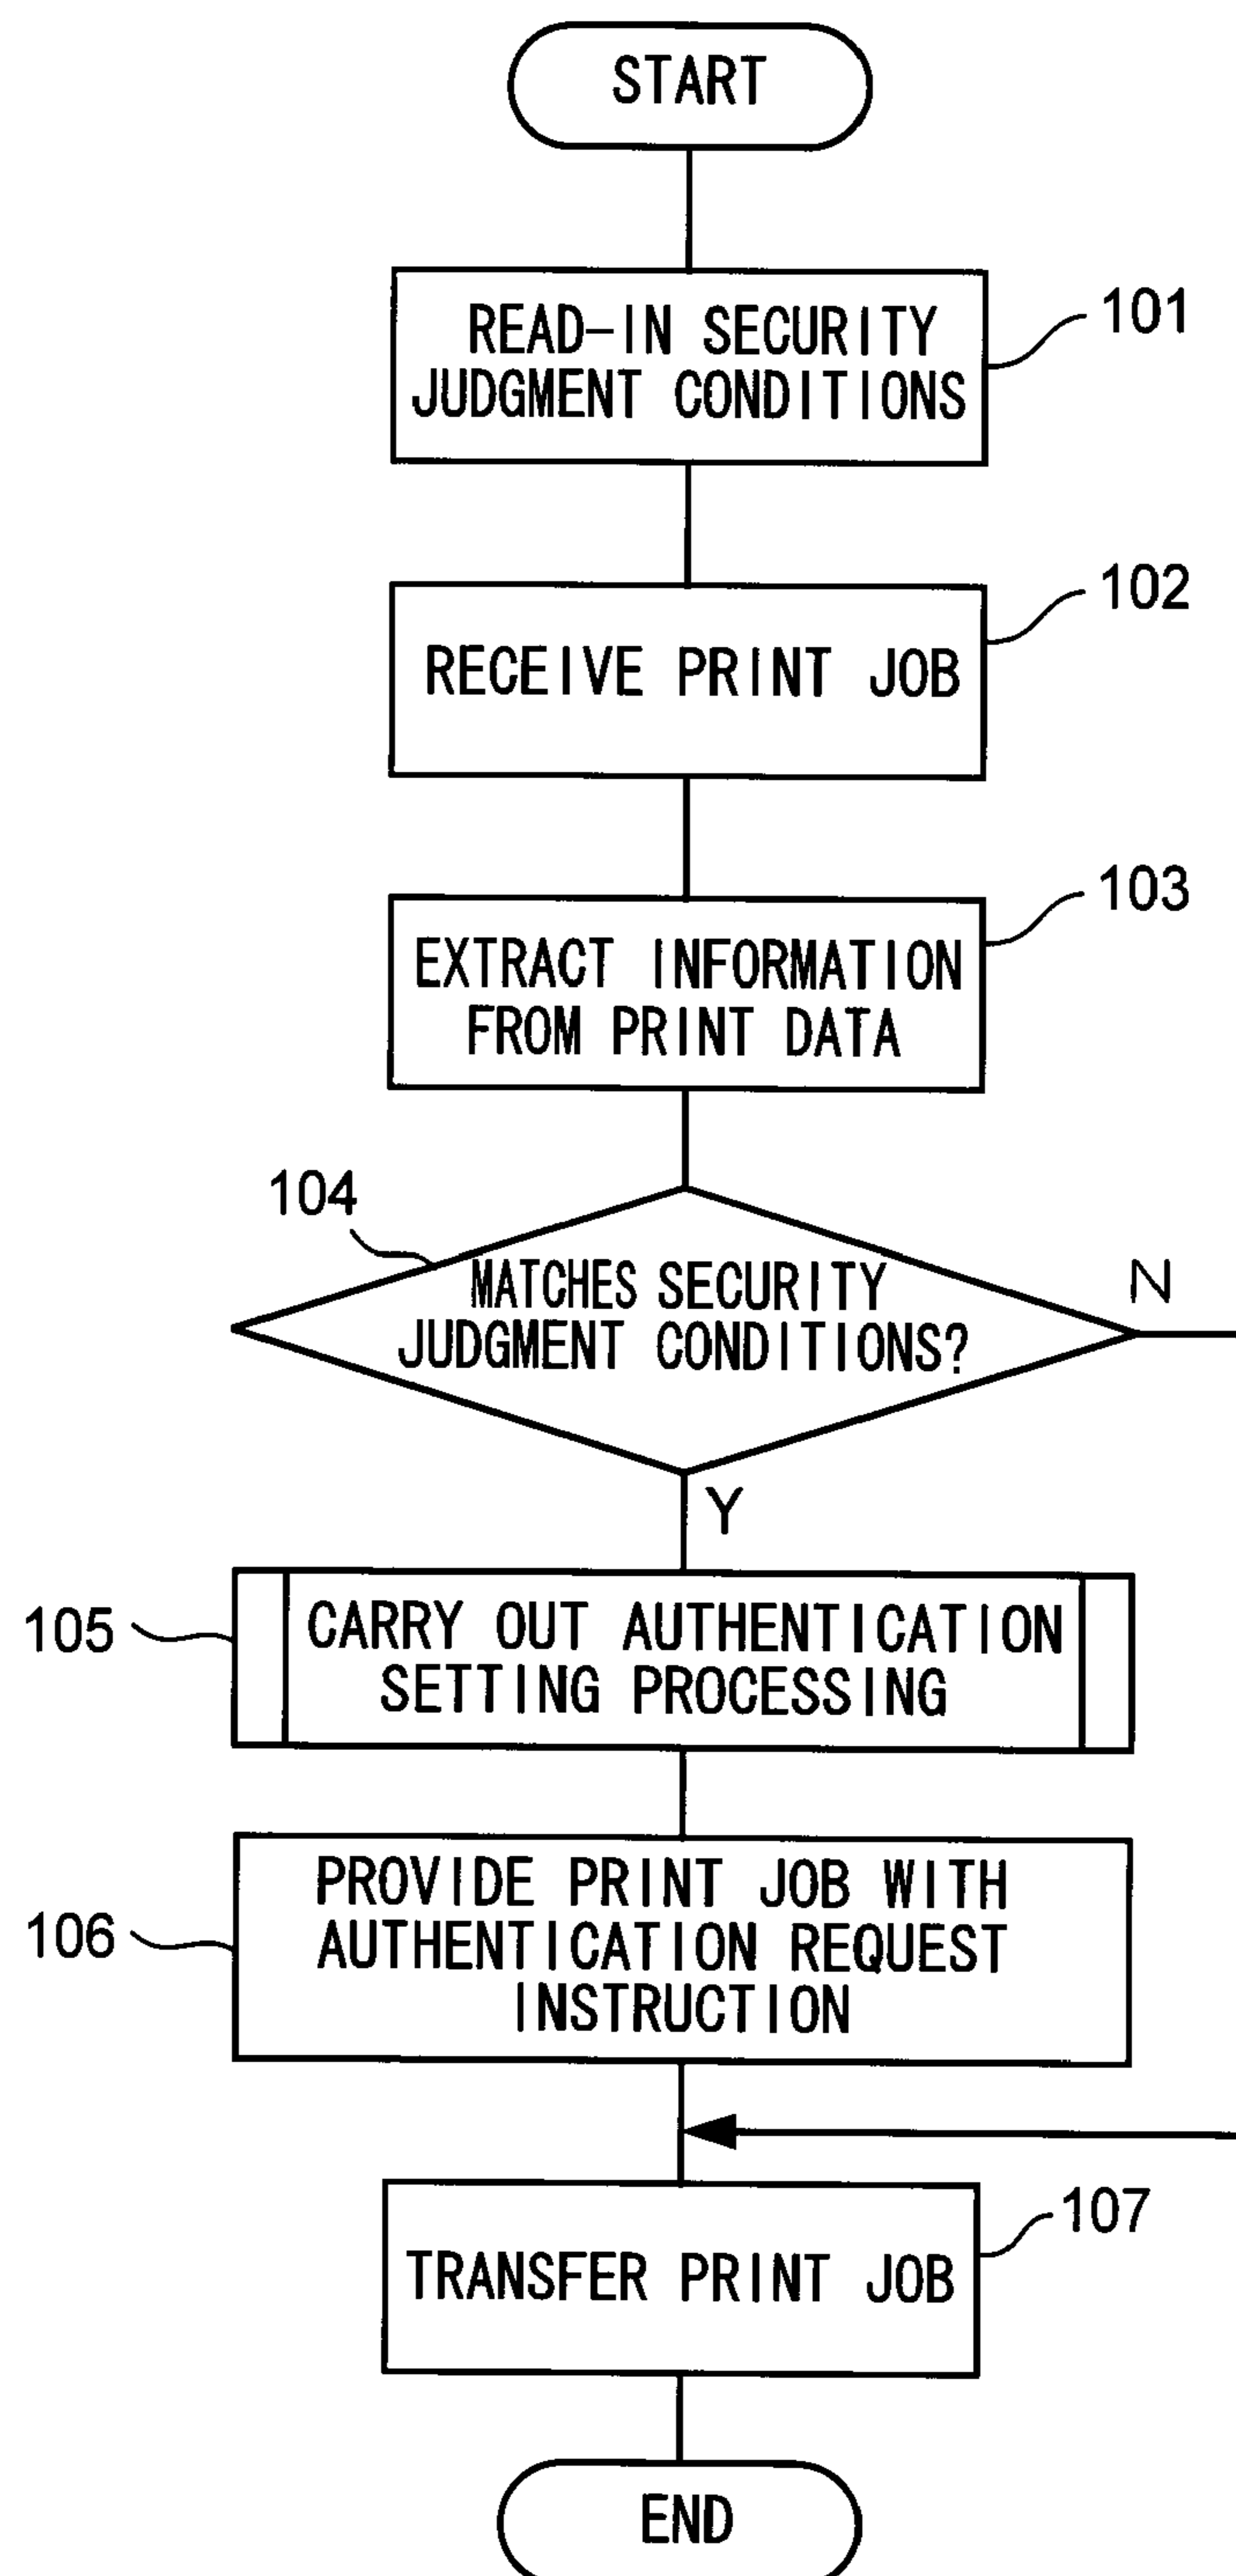 START
READ-IN SECURITY
JUDGMENT CONDITIONS
101
RECEIVE PRINT JOB
102
EXTRACT INFORMATION
FROM PRINT DATA
103
104
MATCHES SECURITY
JUDGMENT CONDITIONS?
N
Y
105
CARRY OUT AUTHENTICATION
SETTING PROCESSING
106
PROVIDE PRINT JOB WITH
AUTHENTICATION REQUEST
INSTRUCTION
107
TRANSFER PRINT JOB
END